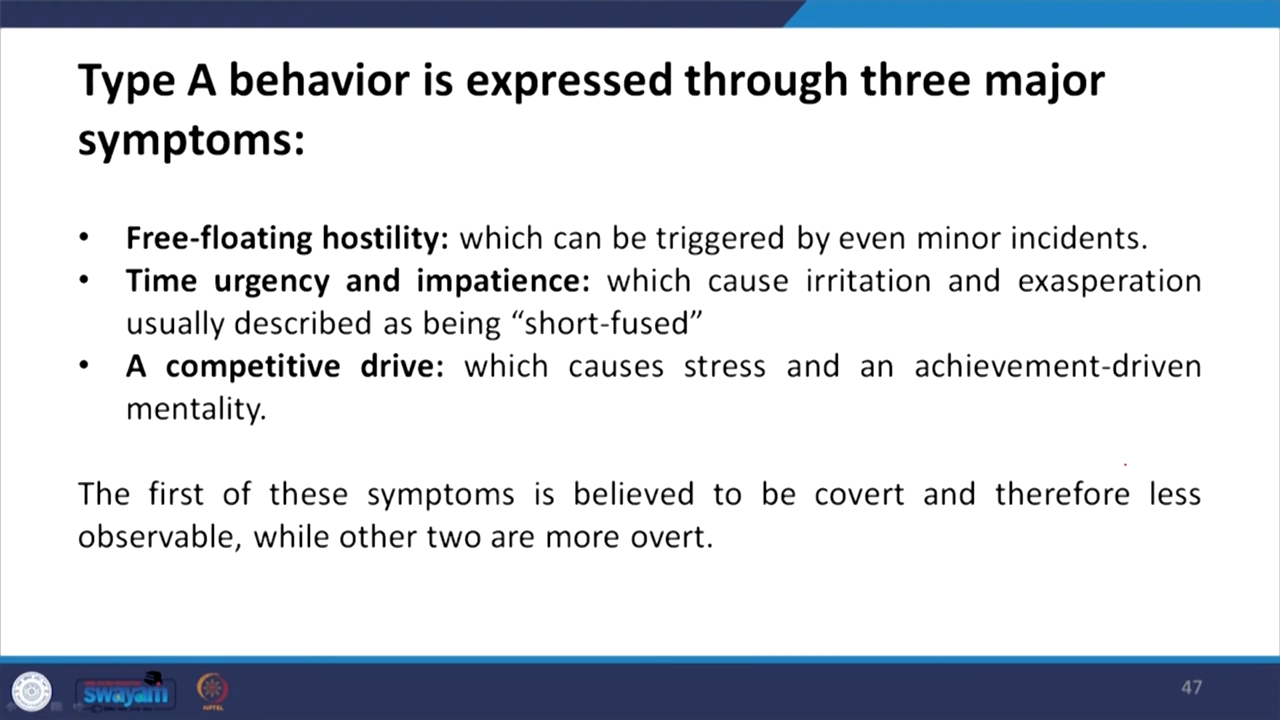 Type A behavior is expressed through three major
symptoms:
• Free-floating hostility: which can be triggered by even minor incidents.
• Time urgency and impatience: which cause irritation and exasperation
usually described as being “short-fused”
• A competitive drive: which causes stress and an achievement-driven
mentality.
The first of these symptoms is believed to be covert and therefore less
observable, while other two are more overt.
swayam
NPTEL
47